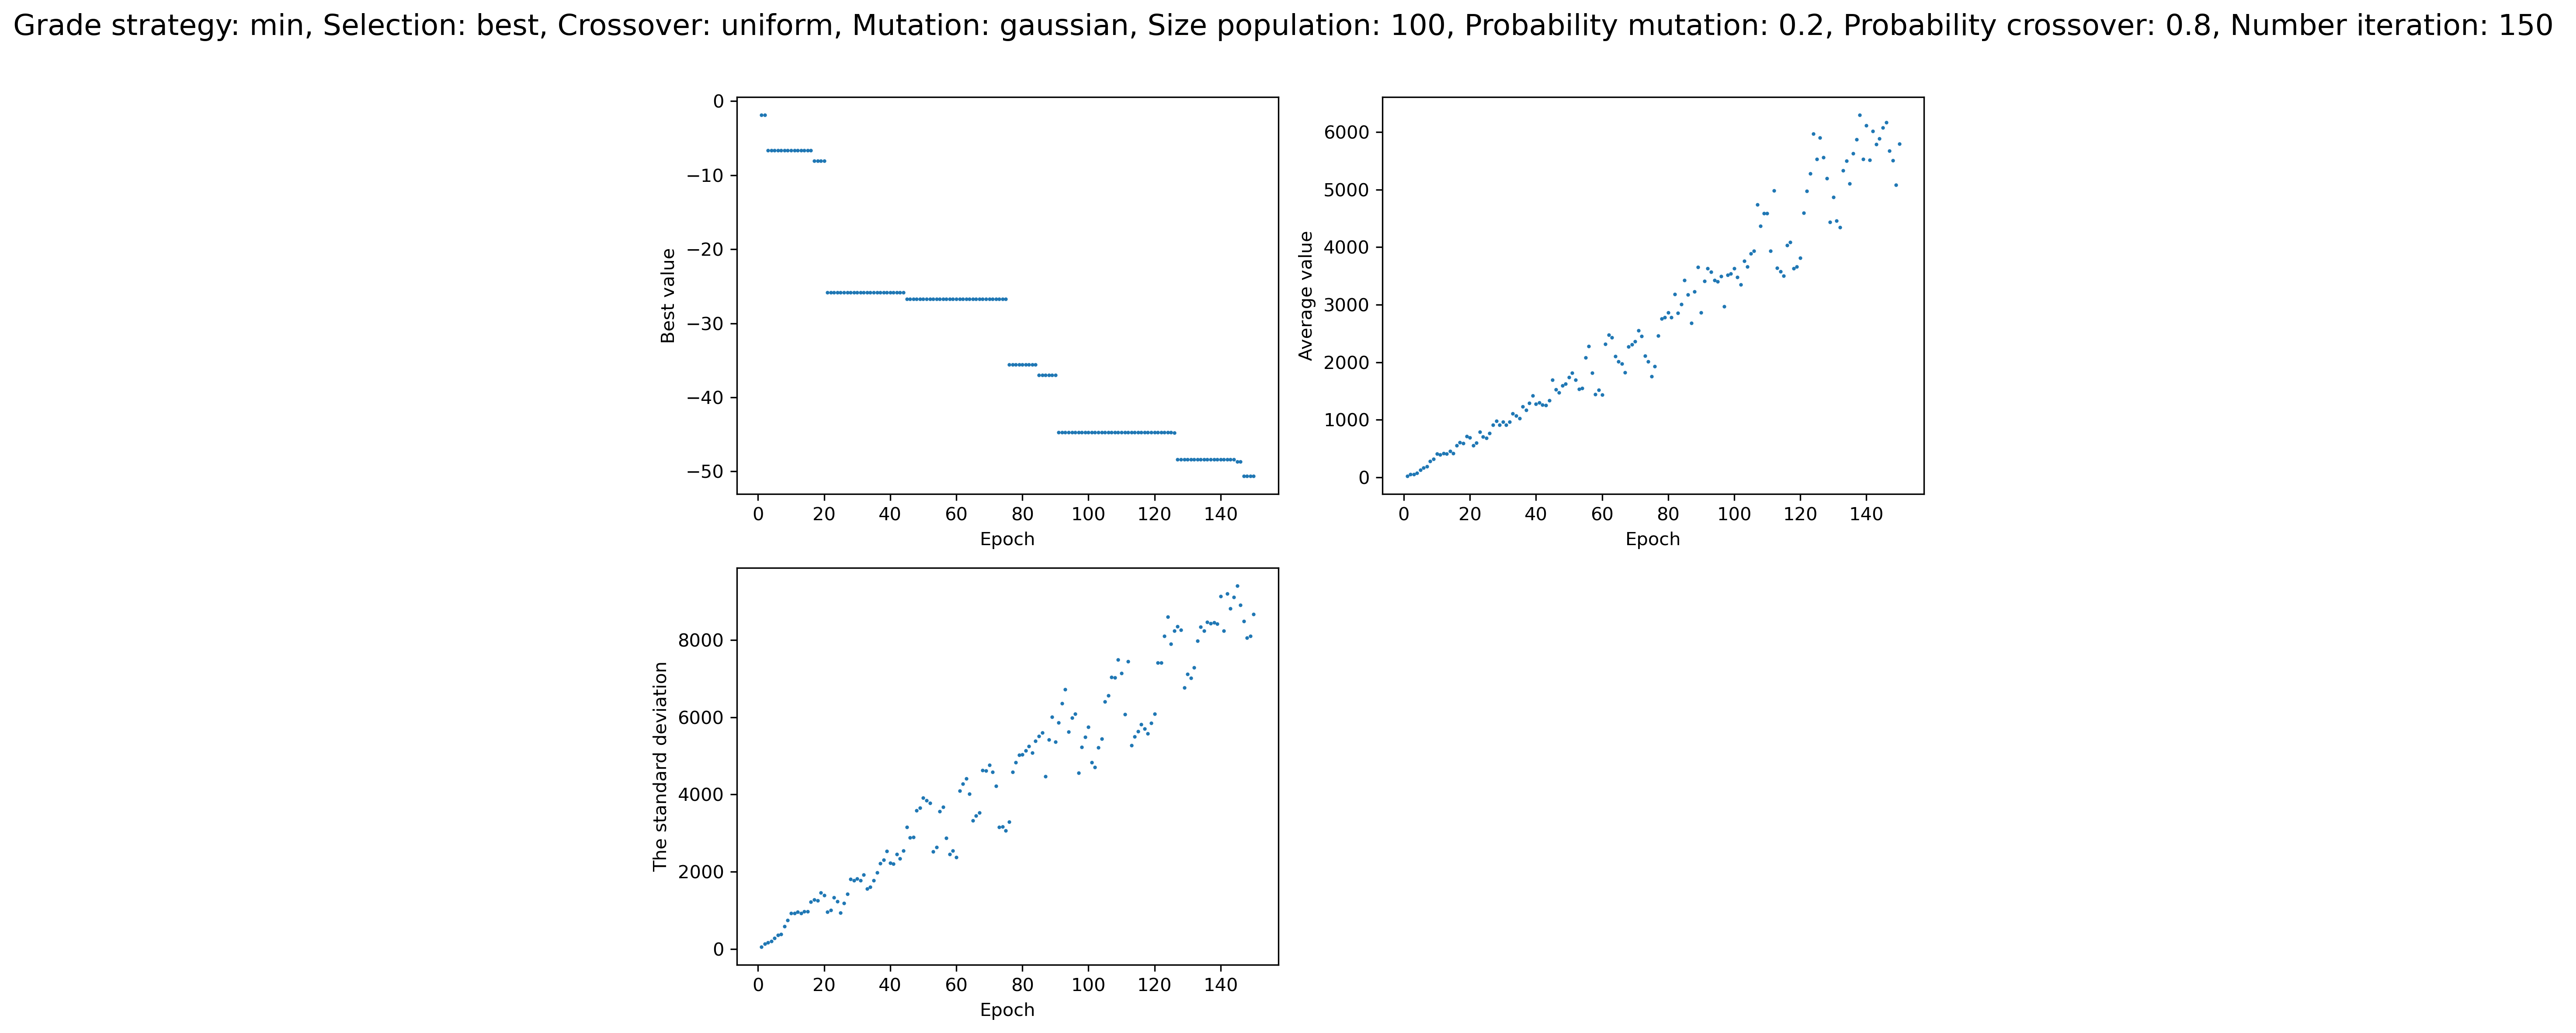 Grade strategy: min, Selection: best, Crossover: uniform, Mutation: gaussian, Size population: 100, Probability mutation: 0.2, Probability crossover: 0.8, Number iteration: 150
0
−10
−20
−30
−40
−50
Best value
0 20 40 60 80 100 120 140
Epoch
6000
5000
4000
3000
2000
1000
0
Average value
0 20 40 60 80 100 120 140
Epoch
8000
6000
4000
2000
0
The standard deviation
0 20 40 60 80 100 120 140
Epoch